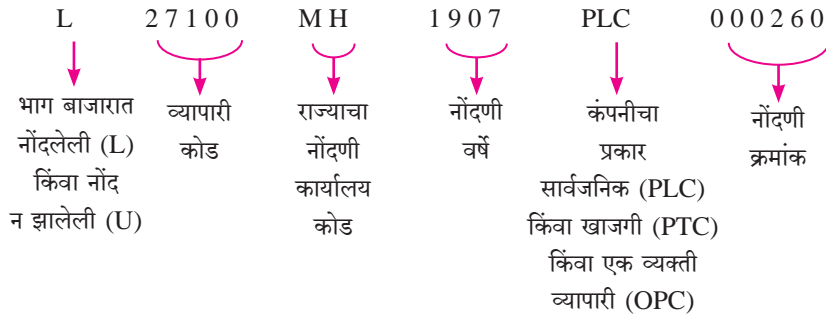 L 27100 MH 1907 PLC 000260
भाग बाजारात
नोंदलेली (L)
किंवा नोंद
न झालेली (U)
व्यापारी
कोड
राज्याचा
नोंदणी
कार्यालय
कोड
नोंदणी
वर्षे
कंपनीचा
प्रकार
सार्वजनिक (PLC)
किंवा खाजगी (PTC)
किंवा एक व्यक्ती
व्यापारी (OPC)
नोंदणी
क्रमांक